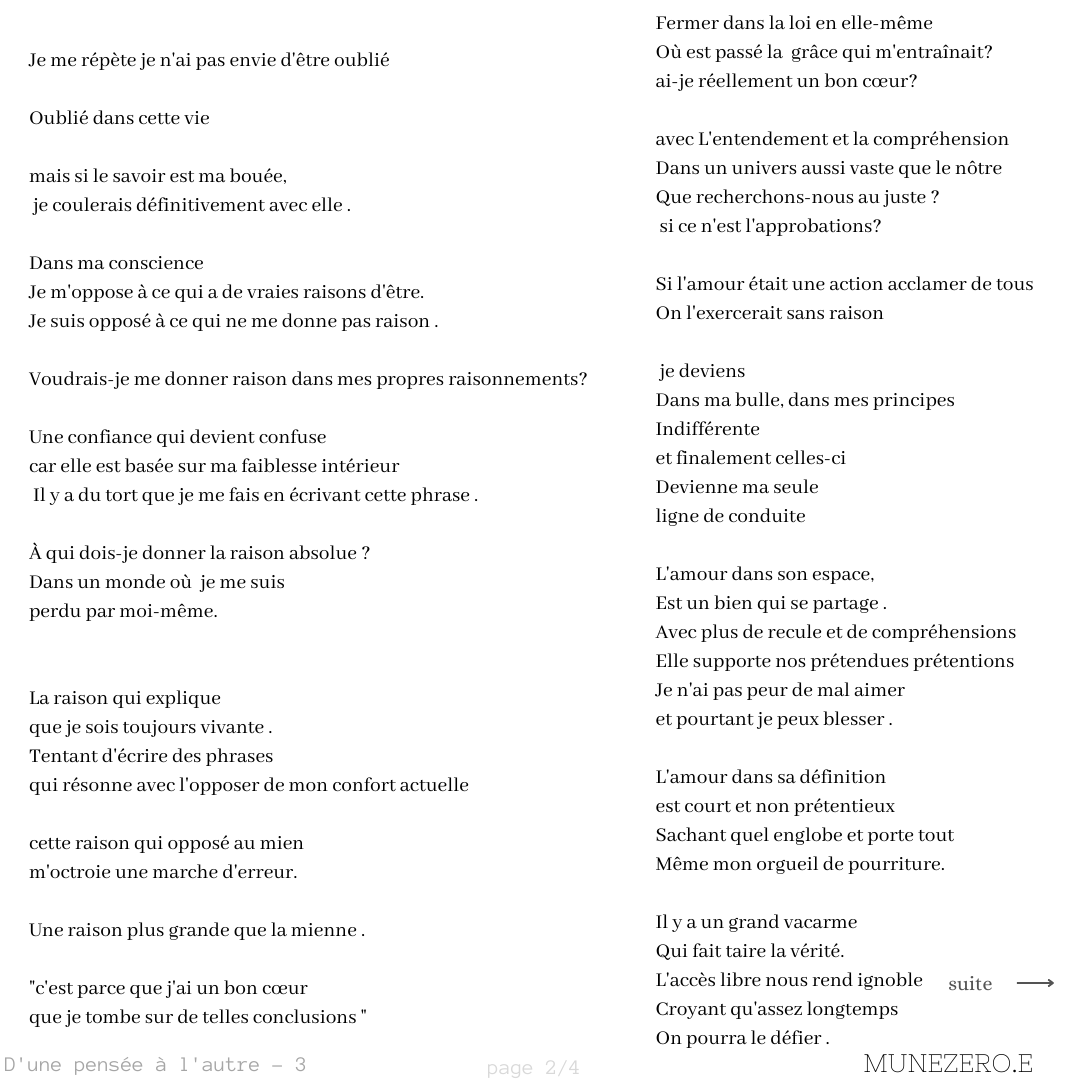 Je me répète je n'ai pas envie d'être oublié
Oublié dans cette vie
mais si le savoir est ma bouée,
je coulerais définitivement avec elle .
Dans ma conscience
Je m'oppose à ce qui a de vraies raisons d'être.
Je suis opposé à ce qui ne me donne pas raison .
Voudrais-je me donner raison dans mes propres raisonnements?
Une confiance qui devient confuse
car elle est basée sur ma faiblesse intérieur
Il y a du tort que je me fais en écrivant cette phrase .
À qui dois-je donner la raison absolue ?
Dans un monde où je me suis
perdu par moi-même.
La raison qui explique
que je sois toujours vivante .
Tentant d'écrire des phrases
qui résonne avec l'opposer de mon confort actuelle
cette raison qui opposé au mien
m'octroie une marche d'erreur.
Une raison plus grande que la mienne .
"c'est parce que j'ai un bon cœur
que je tombe sur de telles conclusions "
Fermer dans la loi en elle-même
Où est passé la grâce qui m'entraînait?
ai-je réellement un bon cœur?
avec L'entendement et la compréhension
Dans un univers aussi vaste que le nôtre
Que recherchons-nous au juste ?
si ce n'est l'approbations?
Si l'amour était une action acclamer de tous
On l'exercerait sans raison
je deviens
Dans ma bulle, dans mes principes
Indifférente
et finalement celles-ci
Devienne ma seule
ligne de conduite
L'amour dans son espace,
Est un bien qui se partage .
Avec plus de recule et de compréhensions
Elle supporte nos prétendues prétentions
Je n'ai pas peur de mal aimer
et pourtant je peux blesser .
L'amour dans sa définition
est court et non prétentieux
Sachant quel englobe et porte tout
Même mon orgueil de pourriture.
Il y a un grand vacarme
Qui fait taire la vérité.
L'accès libre nous rend ignoble
Croyant qu'assez longtemps
On pourra le défier .
suite →
D'une pensée à l'autre – 3
page 2/4
MUNEZERO.E